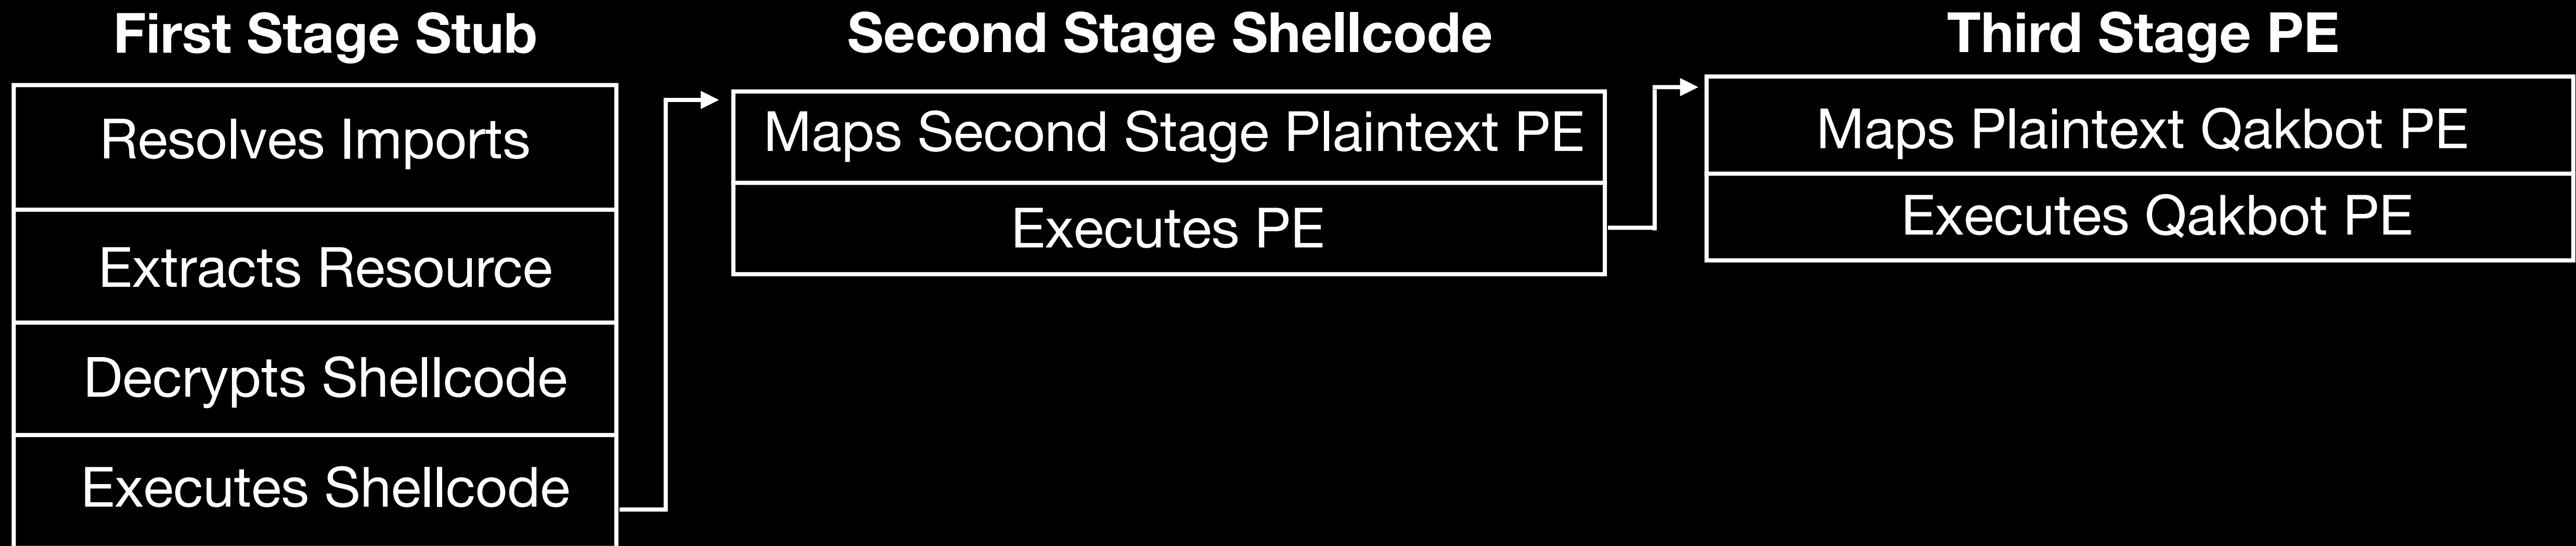 First Stage Stub
Resolves Imports
Extracts Resource
Decrypts Shellcode
Executes Shellcode
Second Stage Shellcode
Maps Second Stage Plaintext PE
Executes PE
Third Stage PE
Maps Plaintext Qakbot PE
Executes Qakbot PE